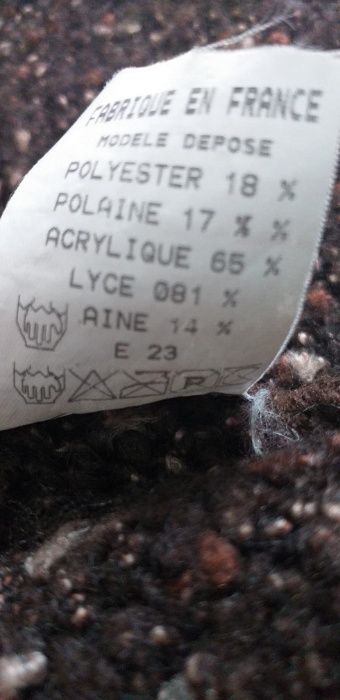 FABRIQUE EN FRANCE
MODELE DEPOSE
POLYESTER 18 %
POLAINE 17 % %
ACRYLIQUE 65 %
LYCE 081 %
AINE 14 %
E 23
P